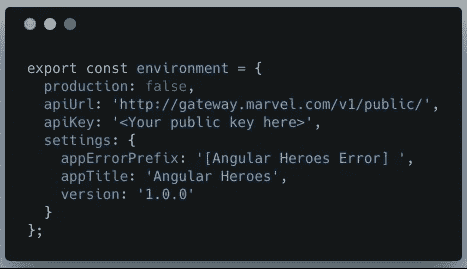 export const environment = {
  production: false,
  apiUrl: 'http://gateway.marvel.com/v1/public/',
  apiKey: '<Your public key here>',
  settings: {
    appErrorPrefix: '[Angular Heroes Error] ',
    appTitle: 'Angular Heroes',
    version: '1.0.0'
  }
};